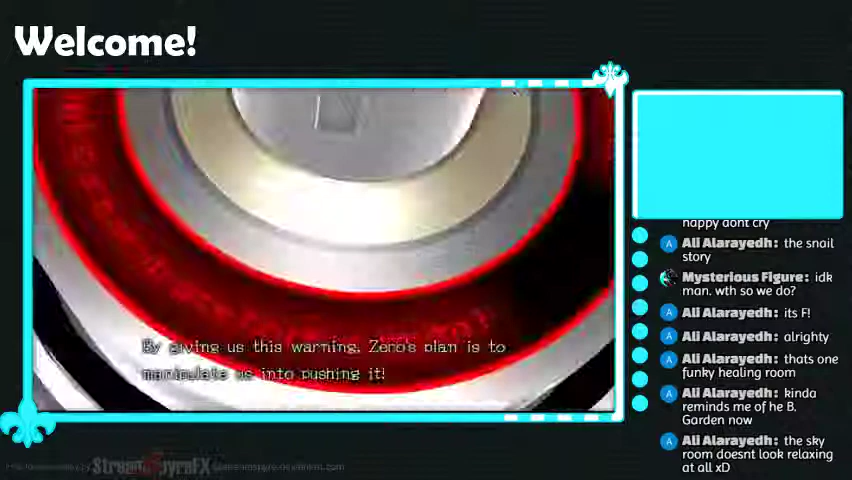 Welcome!
By giving us this warning, Zero's plan is to
manipulate us into pushing it!
happy dont cry
Ali Alarayedh: the snail
story
Mysterious Figure: idk
man. wth so we do?
Ali Alarayedh: its F!
Ali Alarayedh: alrighty
Ali Alarayedh: thats one
funky healing room
Ali Alarayedh: kinda
reminds me of he B.
Garden now
Ali Alarayedh: the sky
room doesnt look relaxing
at all xD